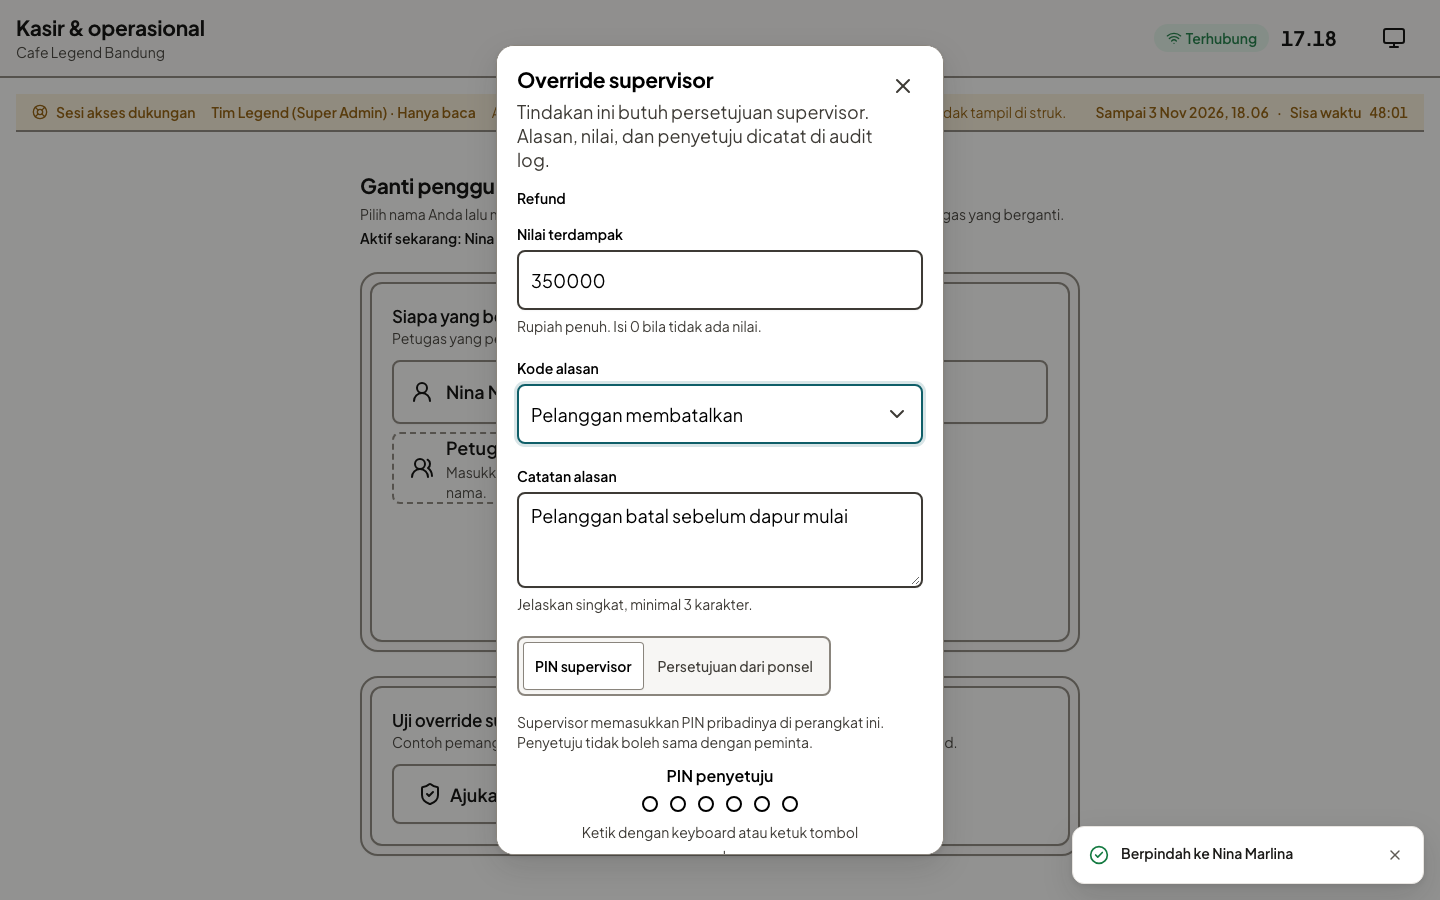 Kasir & operasional
Cafe Legend Bandung
Terhubung
17.18
Sesi akses dukungan Tim Legend (Super Admin) · Hanya baca
dak tampil di struk. Sampai 3 Nov 2026, 18.06 · Sisa waktu 48:01
Ganti penggu
Pilih nama Anda lalu
gas yang berganti.
Aktif sekarang: Nina
Siapa yang
Petugas yang
Nina
Petug
Masukk
nama.
Uji override
Contoh pemang
d.
Ajuka
Override supervisor
Tindakan ini butuh persetujuan supervisor.
Alasan, nilai, dan penyetuju dicatat di audit
log.
Refund
Nilai terdampak
350000
Rupiah penuh. Isi 0 bila tidak ada nilai.
Kode alasan
Pelanggan membatalkan
Catatan alasan
Pelanggan batal sebelum dapur mulai
Jelaskan singkat, minimal 3 karakter.
PIN supervisor
Persetujuan dari ponsel
Supervisor memasukkan PIN pribadinya di perangkat ini.
Penyetuju tidak boleh sama dengan peminta.
PIN penyetuju
Ketik dengan keyboard atau ketuk tombol
Berpindah ke Nina Marlina